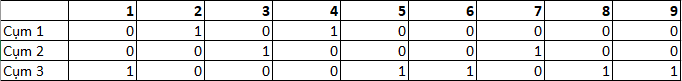 1 2 3 4 5 6 7 8 9
Cụm 1 0 1 0 1 0 0 0 0 0
Cụm 2 0 0 1 0 0 0 1 0 0
Cụm 3 1 0 0 0 1 1 0 1 1